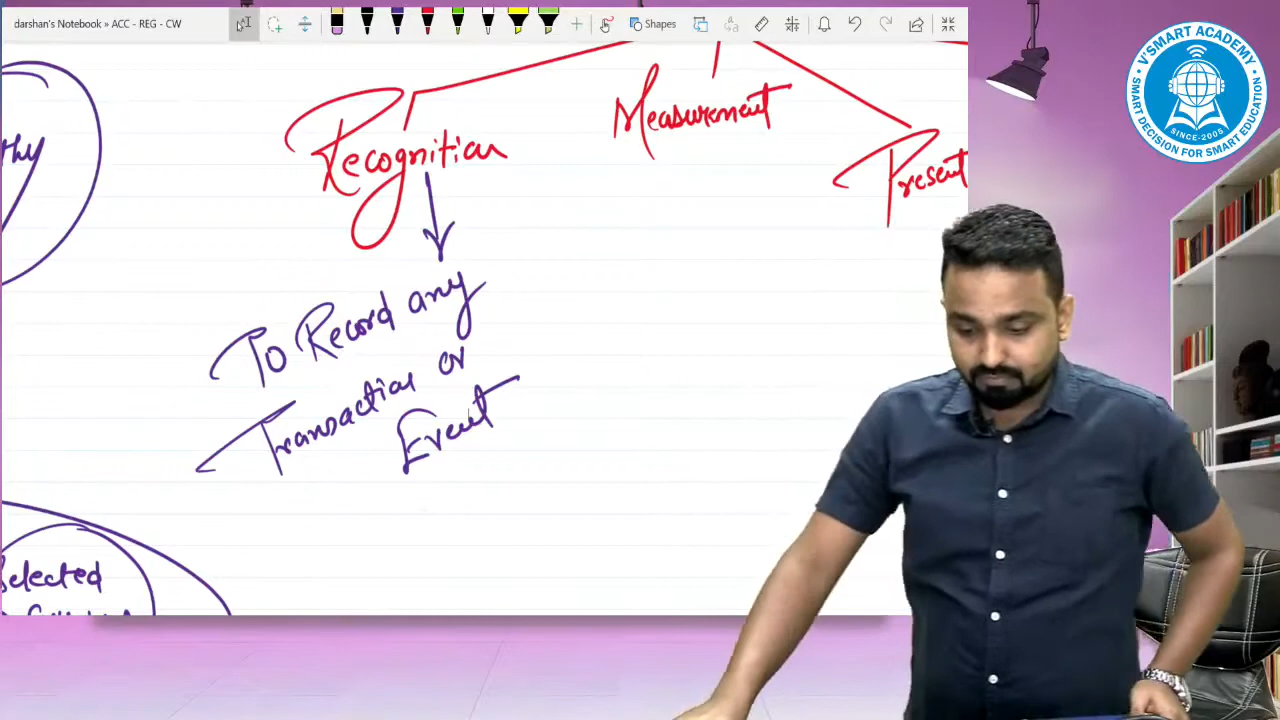 darshan's Notebook » ACC - REG - CW
Shapes
Recognition
Measurement
Present
To Record any
Transaction or
Event
selected
V'SMART ACADEMY
SINCE-2005
SMART DECISION FOR SMART EDUCATION